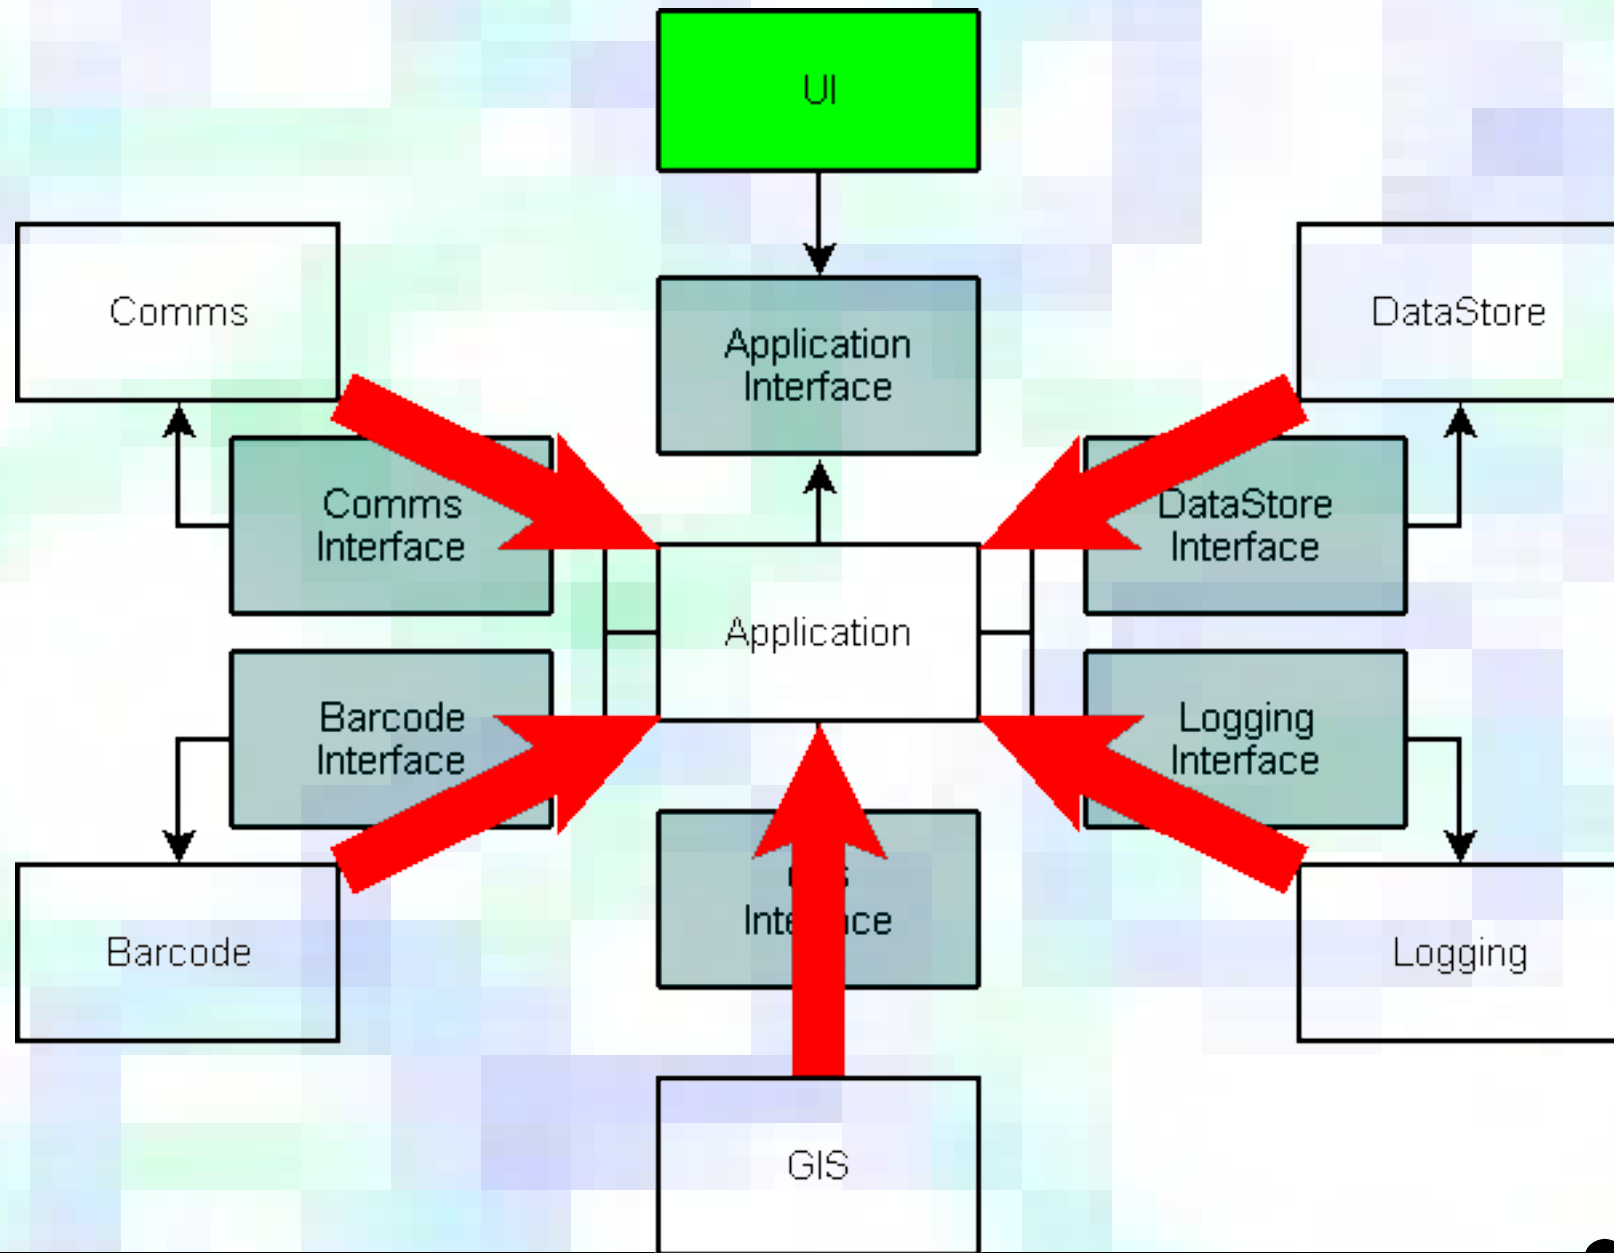 UI
Comms
DataStore
Application
Interface
Comms
Interface
DataStore
Interface
Application
Barcode
Interface
Logging
Interface
Barcode
Logging
GIS